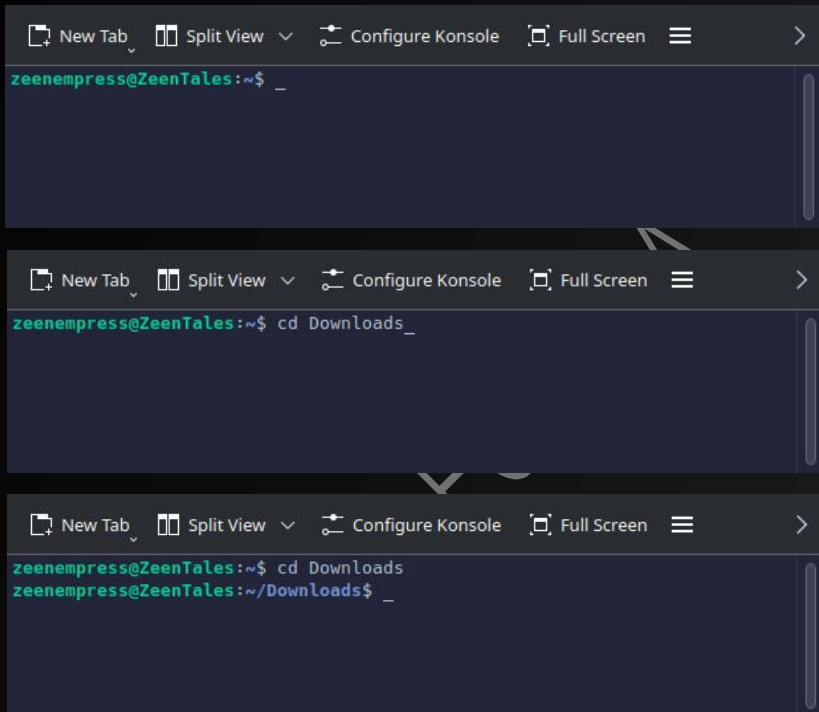 New Tab Split View Configure Konsole Full Screen
zeenempress@ZeenTales:~$ _
New Tab Split View Configure Konsole Full Screen
zeenempress@ZeenTales:~$ cd Downloads_
New Tab Split View Configure Konsole Full Screen
zeenempress@ZeenTales:~$ cd Downloads
zeenempress@ZeenTales:~/Downloads$ _